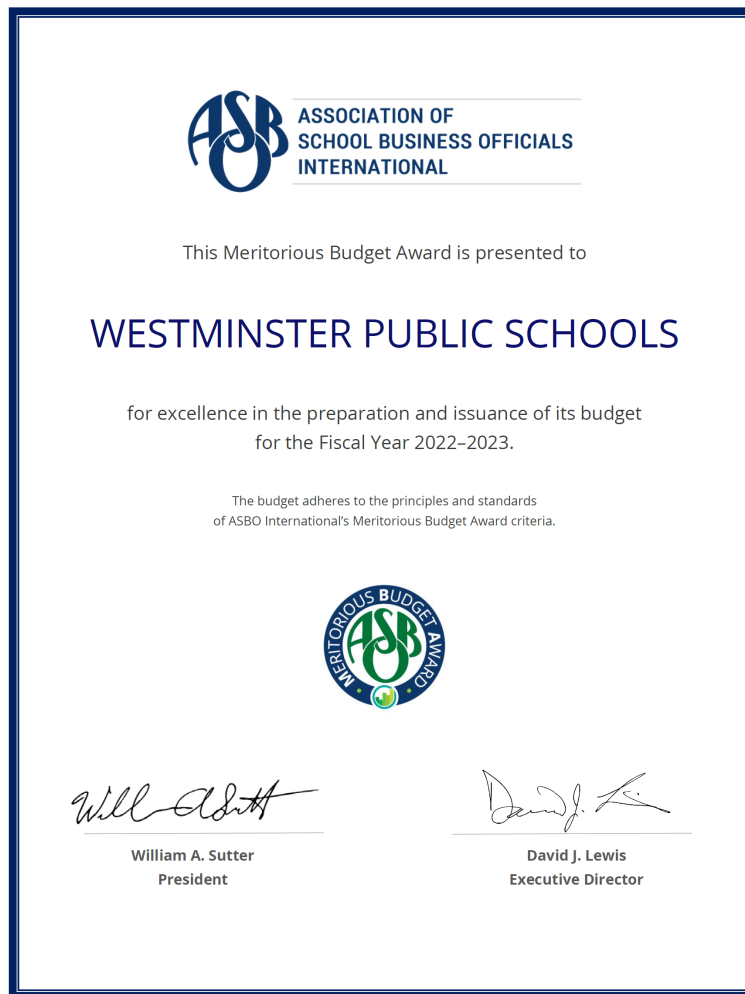 ASBO
ASSOCIATION OF
SCHOOL BUSINESS OFFICIALS
INTERNATIONAL
This Meritorious Budget Award is presented to
WESTMINSTER PUBLIC SCHOOLS
for excellence in the preparation and issuance of its budget
for the Fiscal Year 2022–2023.
The budget adheres to the principles and standards
of ASBO International’s Meritorious Budget Award criteria.
MERITORIOUS BUDGET AWARD
ASBO
William A. Sutter
President
David J. Lewis
Executive Director